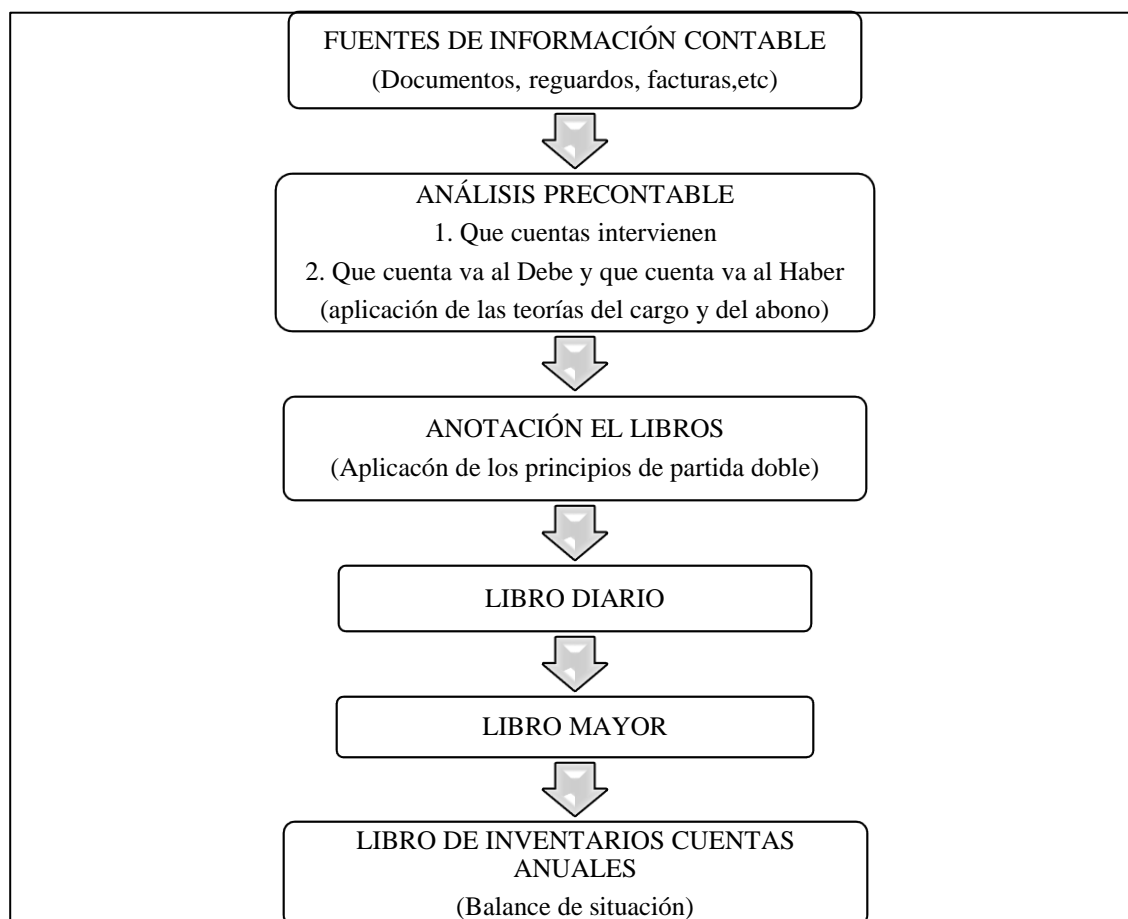 FUENTES DE INFORMACIÓN CONTABLE
(Documentos, reguardos, facturas,etc)
ANÁLISIS PRECONTABLE
1. Que cuentas intervienen
2. Que cuenta va al Debe y que cuenta va al Haber
(aplicación de las teorías del cargo y del abono)
ANOTACIÓN EL LIBROS
(Aplicacón de los principios de partida doble)
LIBRO DIARIO
LIBRO MAYOR
LIBRO DE INVENTARIOS CUENTAS
ANUALES
(Balance de situación)